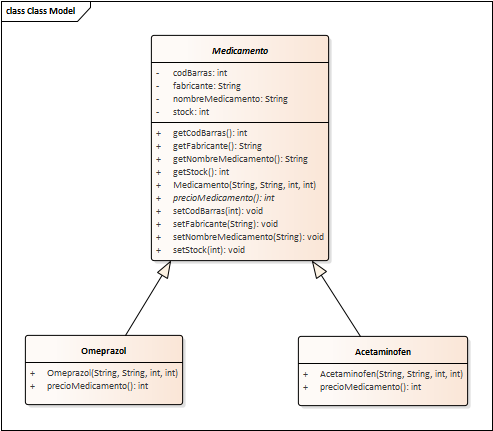 class Class Model
Medicamento
- codBarras: int
- fabricante: String
- nombreMedicamento: String
- stock: int
+ getCodBarras(): int
+ getFabricante(): String
+ getNombreMedicamento(): String
+ getStock(): int
+ Medicamento(String, String, int, int)
+ precioMedicamento(): int
+ setCodBarras(int): void
+ setFabricante(String): void
+ setNombreMedicamento(String): void
+ setStock(int): void
Omeprazol
+ Omeprazol(String, String, int, int)
+ precioMedicamento(): int
Acetaminofen
+ Acetaminofen(String, String, int, int)
+ precioMedicamento(): int